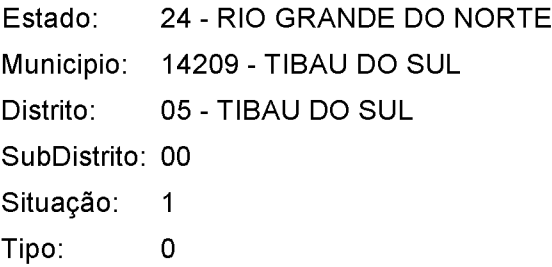 Estado: 24 - RIO GRANDE DO NORTE
Municipio: 14209 - TIBAU DO SUL
Distrito: 05 - TIBAU DO SUL
SubDistrito: 00
Situação: 1
Tipo: 0